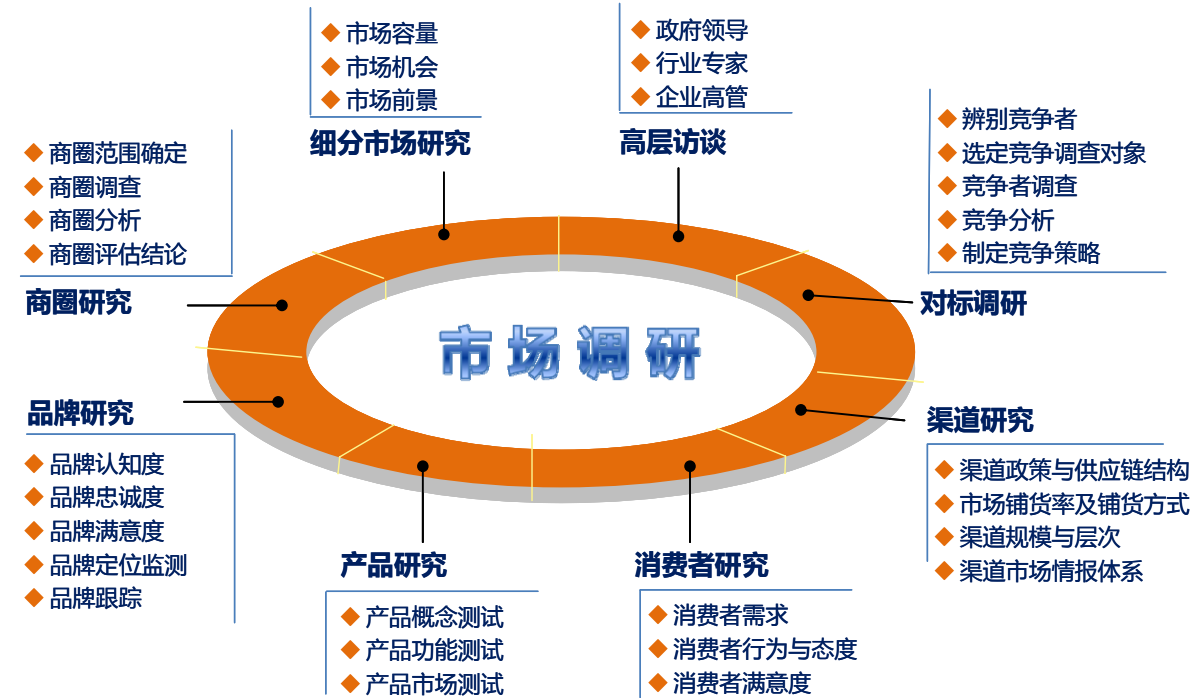 市场容量
市场机会
市场前景
细分市场研究
政府领导
行业专家
企业高管
高层访谈
辨别竞争者
选定竞争调查对象
竞争者调查
竞争分析
制定竞争策略
对标调研
商圈范围确定
商圈调查
商圈分析
商圈评估结论
商圈研究
市场调研
品牌研究
品牌认知度
品牌忠诚度
品牌满意度
品牌定位监测
品牌跟踪
产品研究
产品概念测试
产品功能测试
产品市场测试
消费者研究
消费者需求
消费者行为与态度
消费者满意度
渠道研究
渠道政策与供应链结构
市场铺货率及铺货方式
渠道规模与层次
渠道市场情报体系